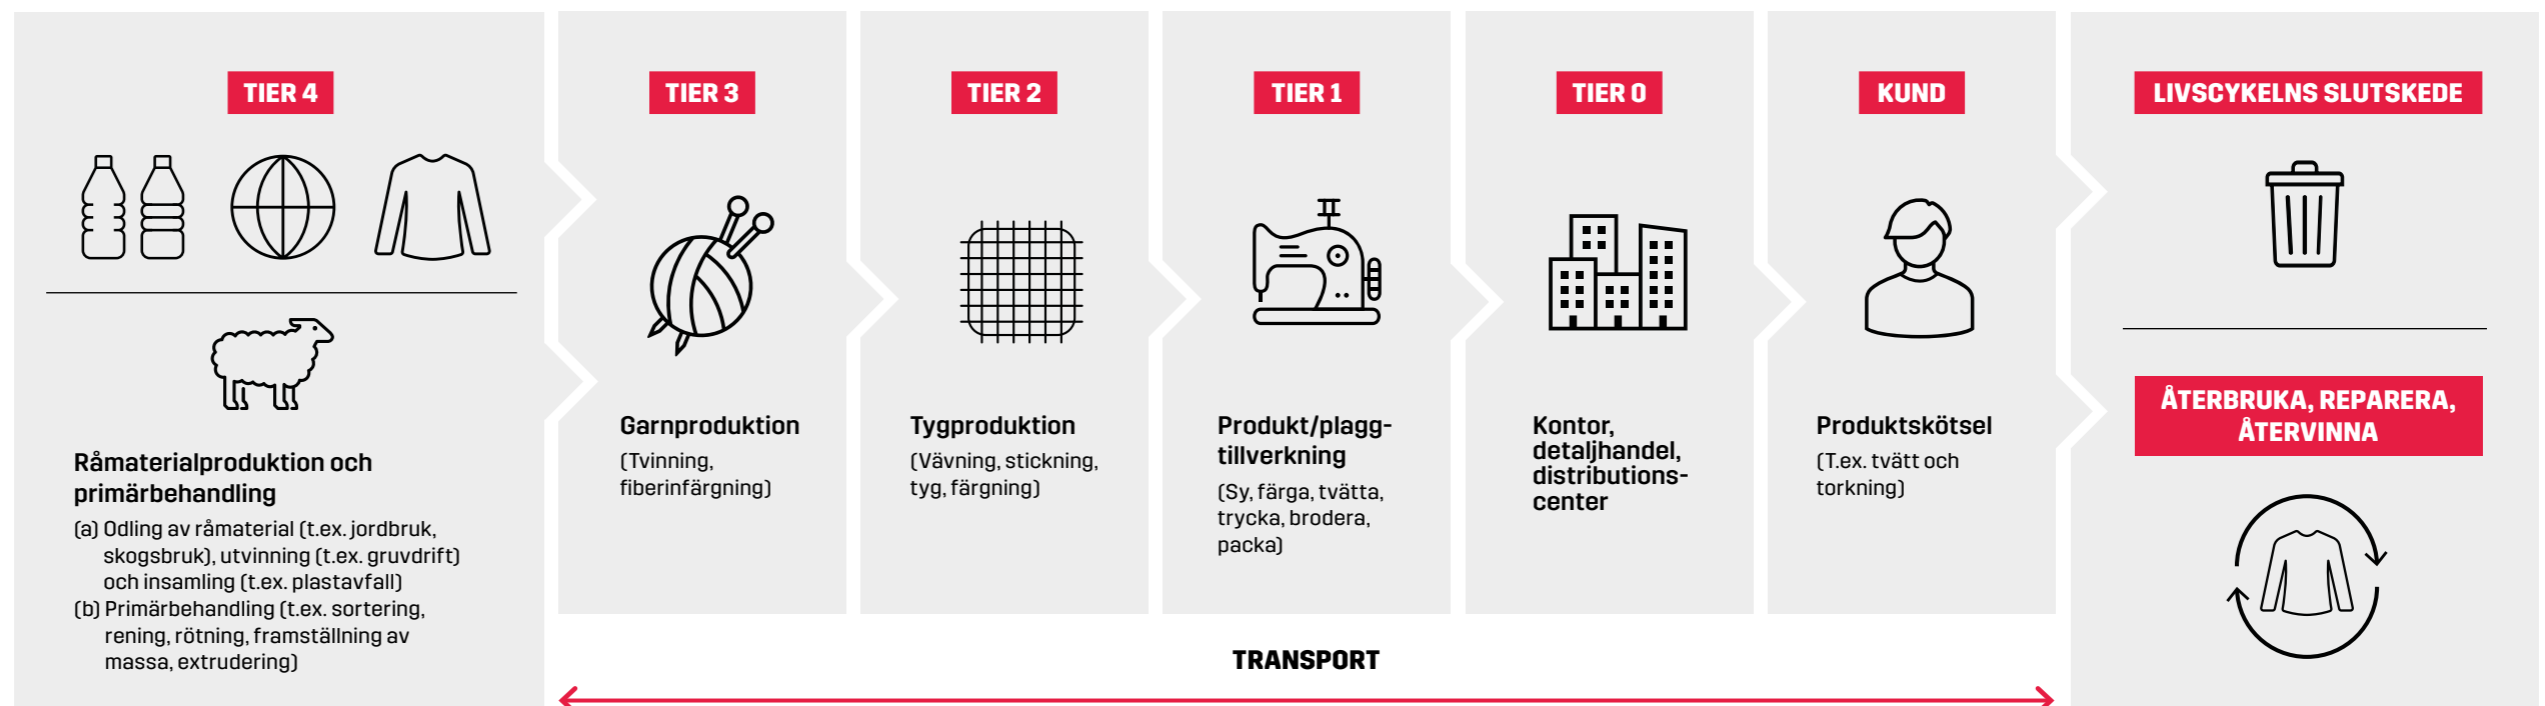 TIER 4
Råmaterialproduktion och
primärbehandling
(a) Odling av råmaterial (t.ex. jordbruk,
skogsbruk), utvinning (t.ex. gruvdrift)
och insamling (t.ex. plastavfall)
(b) Primärbehandling (t.ex. sortering,
rening, rötning, framställning av
massa, extrudering)
TIER 3
Garnproduktion
(Tvinning,
fiberinfärgning)
TIER 2
Tygproduktion
(Vävning, stickning,
tyg, färgning)
TIER 1
Produkt/plagg-
tillverkning
(Sy, färga, tvätta,
trycka, brodera,
packa)
TIER 0
Kontor,
detaljhandel,
distributions-
center
KUND
Produktskötsel
(T.ex. tvätt och
torkning)
LIVSCYKELNS SLUTSKEDE
ÅTERBRUKA, REPARERA,
ÅTERVINNA
TRANSPORT